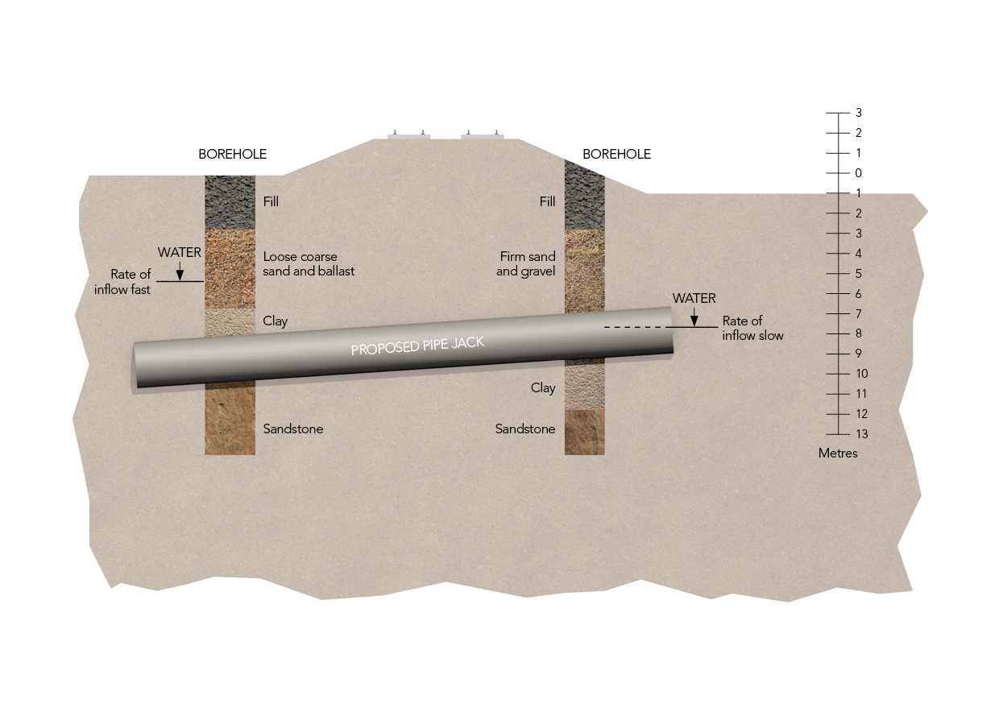 BOREHOLE
BOREHOLE
Fill
Fill
WATER
Rate of
inflow fast
Loose coarse
sand and ballast
Firm sand
and gravel
Clay
WATER
Rate of
inflow slow
PROPOSED PIPE JACK
Clay
Sandstone
Sandstone
3
2
1
0
1
2
3
4
5
6
7
8
9
10
11
12
13
Metres